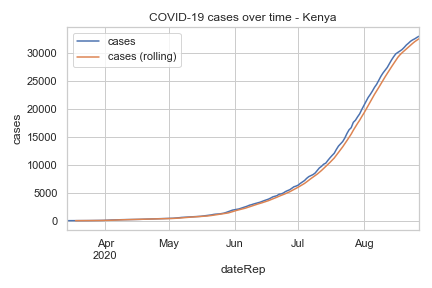 COVID-19 cases over time - Kenya
cases
cases (rolling)
30000
25000
20000
15000
10000
5000
0
cases
Apr
2020
May
Jun
Jul
Aug
dateRep